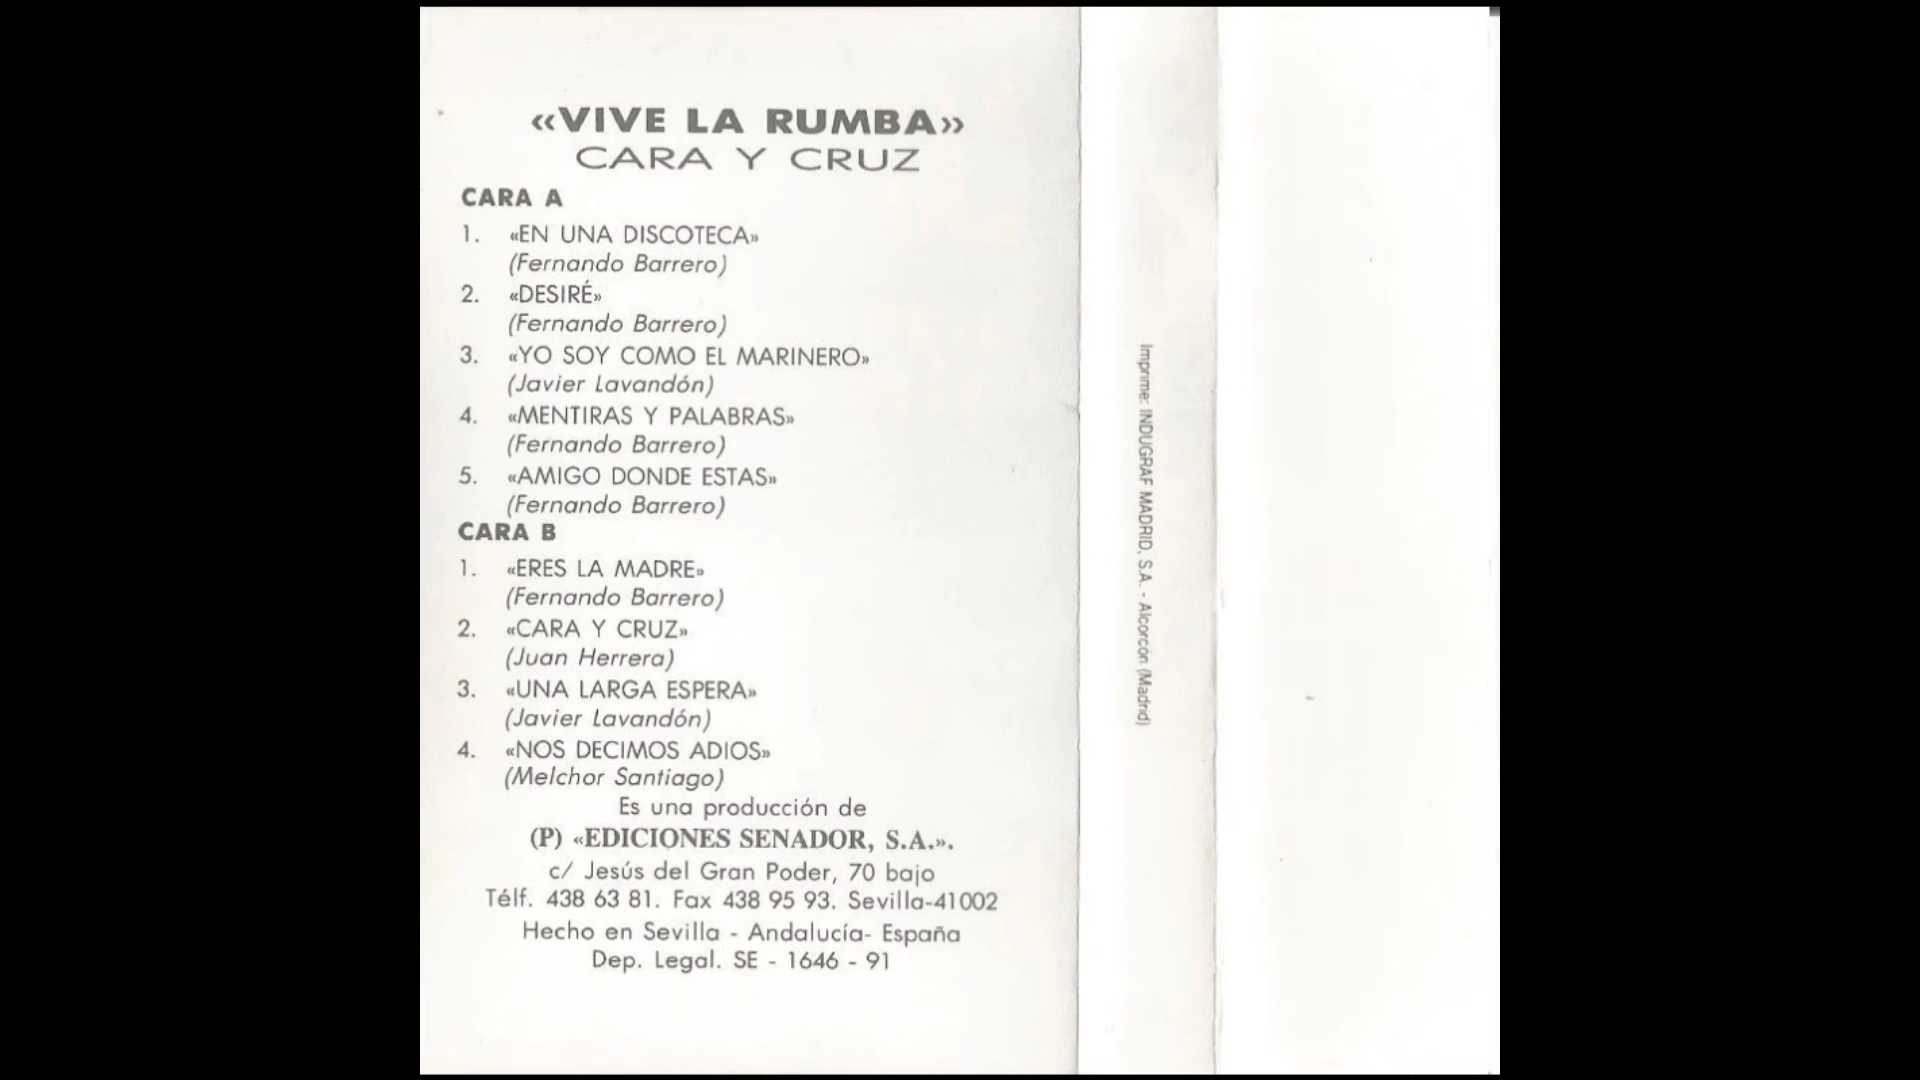 «VIVE LA RUMBA»
CARA Y CRUZ
CARA A
1. «EN UNA DISCOTECA»
(Fernando Barrero)
2. «DESIRÉ»
(Fernando Barrero)
3. «YO SOY COMO EL MARINERO»
(Javier Lavandón)
4. «MENTIRAS Y PALABRAS»
(Fernando Barrero)
5. «AMIGO DONDE ESTAS»
(Fernando Barrero)
CARA B
1. «ERES LA MADRE»
(Fernando Barrero)
2. «CARA Y CRUZ»
(Juan Herrera)
3. «UNA LARGA ESPERA»
(Javier Lavandón)
4. «NOS DECIMOS ADIOS»
(Melchor Santiago)
Es una producción de
(P) «EDICIONES SENADOR, S.A.».
c/ Jesús del Gran Poder, 70 bajo
Télf. 438 63 81. Fax 438 95 93. Sevilla-41002
Hecho en Sevilla - Andalucía- España
Dep. Legal. SE - 1646 - 91
Imprime: INDUGRAF MADRID, S.A. - Alcorcón (Madrid)